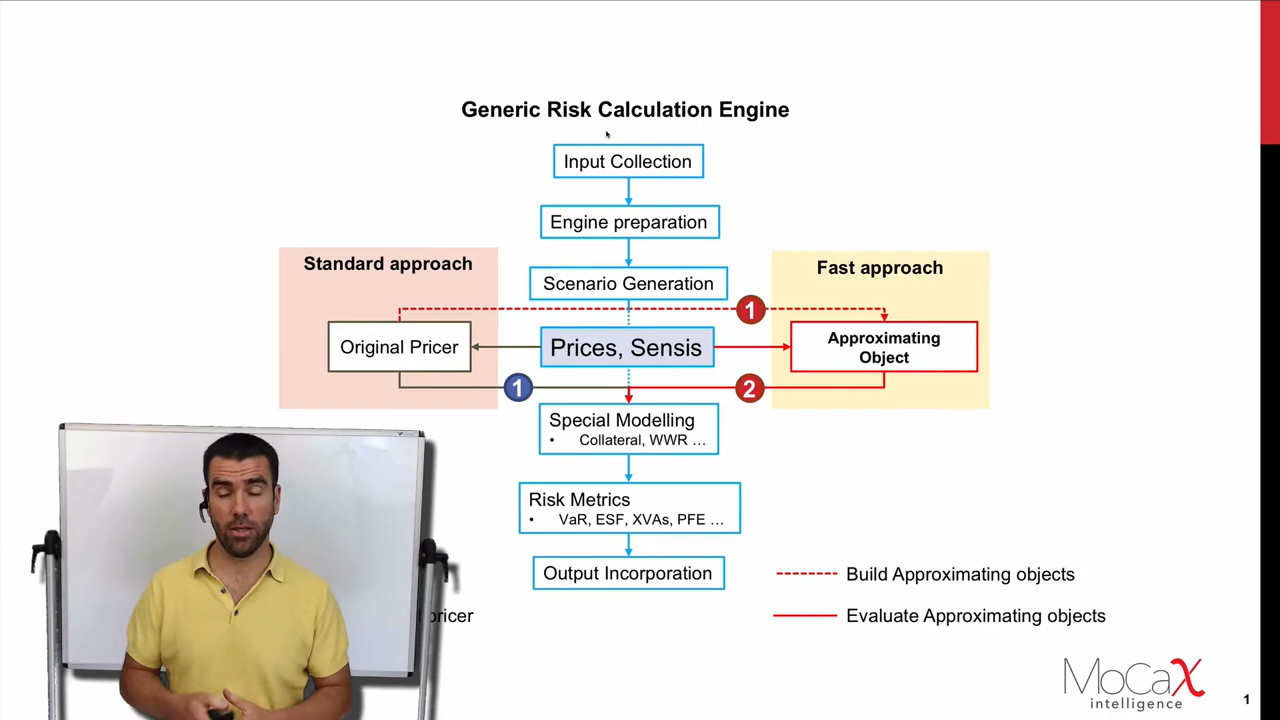 Generic Risk Calculation Engine
Input Collection
Engine preparation
Scenario Generation
Standard approach
Fast approach
1
Original Pricer
Prices, Sensis
Approximating
Object
1
2
Special Modelling
• Collateral, WWR ...
Risk Metrics
• VaR, ESF, XVAs, PFE ...
Output Incorporation
Build Approximating objects
pricer
Evaluate Approximating objects
MoCaX
intelligence
1